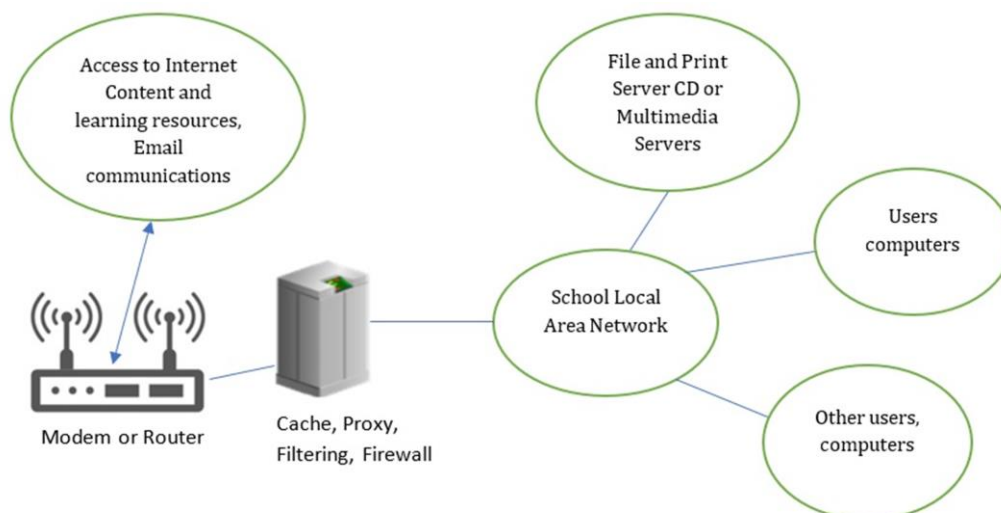 Access to Internet
Content and
learning resources,
Email
communications
File and Print
Server CD or
Multimedia
Servers
Users
computers
School Local
Area Network
Modem or Router
Cache, Proxy,
Filtering, Firewall
Other users,
computers